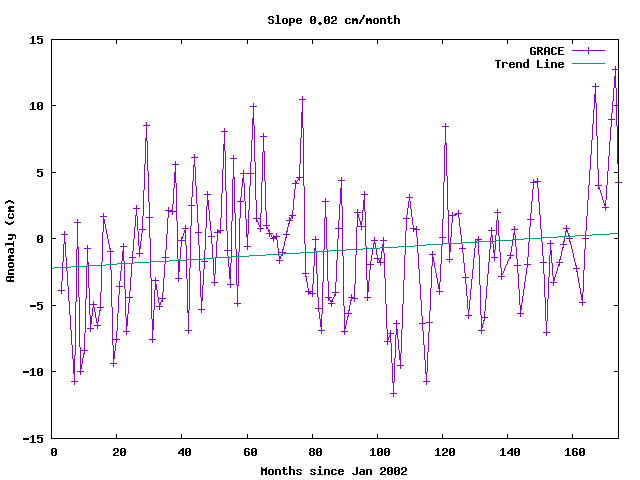 Slope 0.02 cm/month
GRACE
Trend Line
15
10
5
0
-5
-10
-15
Anomaly (cm)
0 20 40 60 80 100 120 140 160
Months since Jan 2002